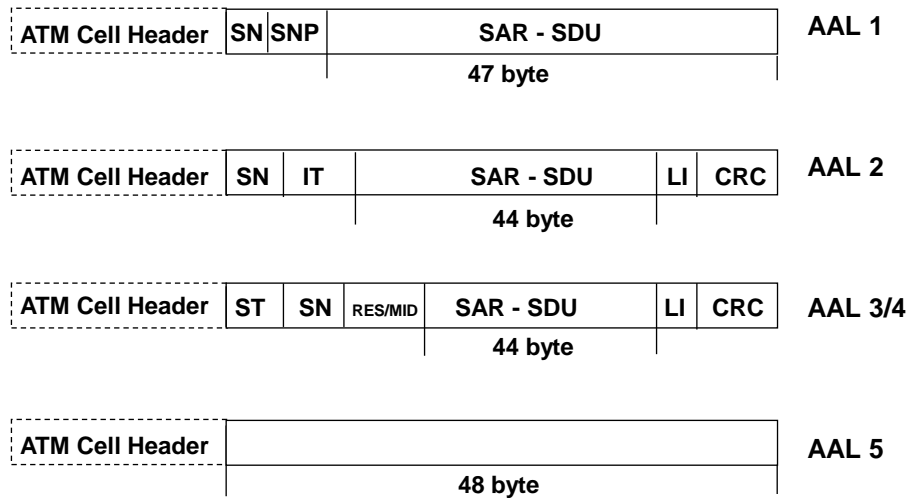 ATM Cell Header SN SNP SAR - SDU AAL 1
47 byte
ATM Cell Header SN IT SAR - SDU LI CRC AAL 2
44 byte
ATM Cell Header ST SN RES/MID SAR - SDU LI CRC AAL 3/4
44 byte
ATM Cell Header AAL 5
48 byte